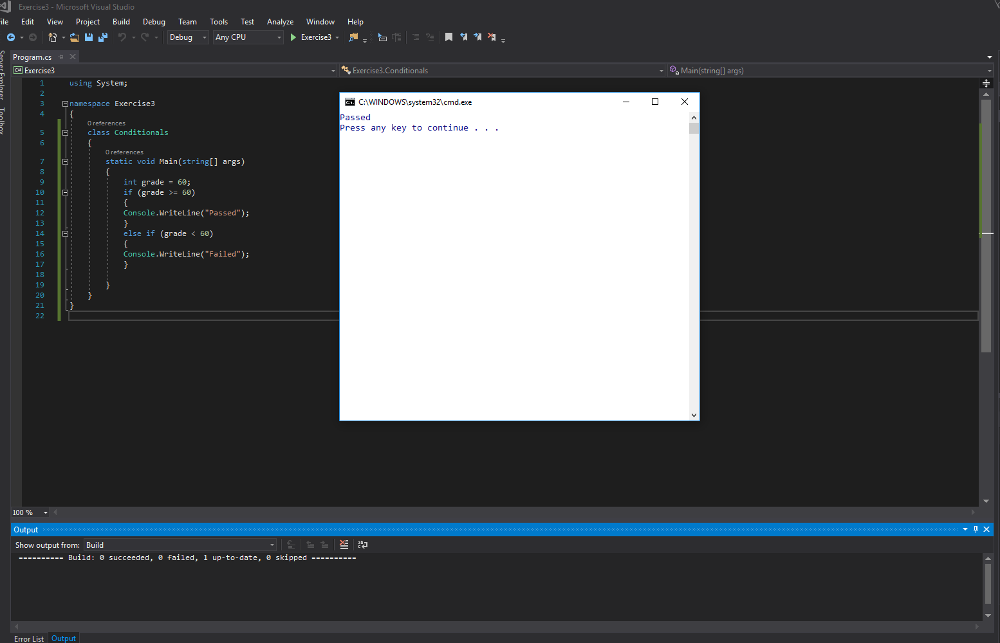 Exercise3 - Microsoft Visual Studio
ile Edit View Project Build Debug Team Tools Test Analyze Window Help
Debug Any CPU Exercise3
Server Explorer
Toolbox
Program.cs
C# Exercise3 Exercise3.Conditionals Main(string[] args)
1 using System;
2
3 namespace Exercise3
4 {
0 references
5 class Conditionals
6 {
0 references
7 static void Main(string[] args)
8 {
9 int grade = 60;
10 if (grade >= 60)
11 {
12 Console.WriteLine("Passed");
13 }
14 else if (grade < 60)
15 {
16 Console.WriteLine("Failed");
17 }
18
19 }
20 }
21 }
22
C:\WINDOWS\system32\cmd.exe
Passed
Press any key to continue . . .
100 %
Output
Show output from: Build
========== Build: 0 succeeded, 0 failed, 1 up-to-date, 0 skipped ==========
Error List Output